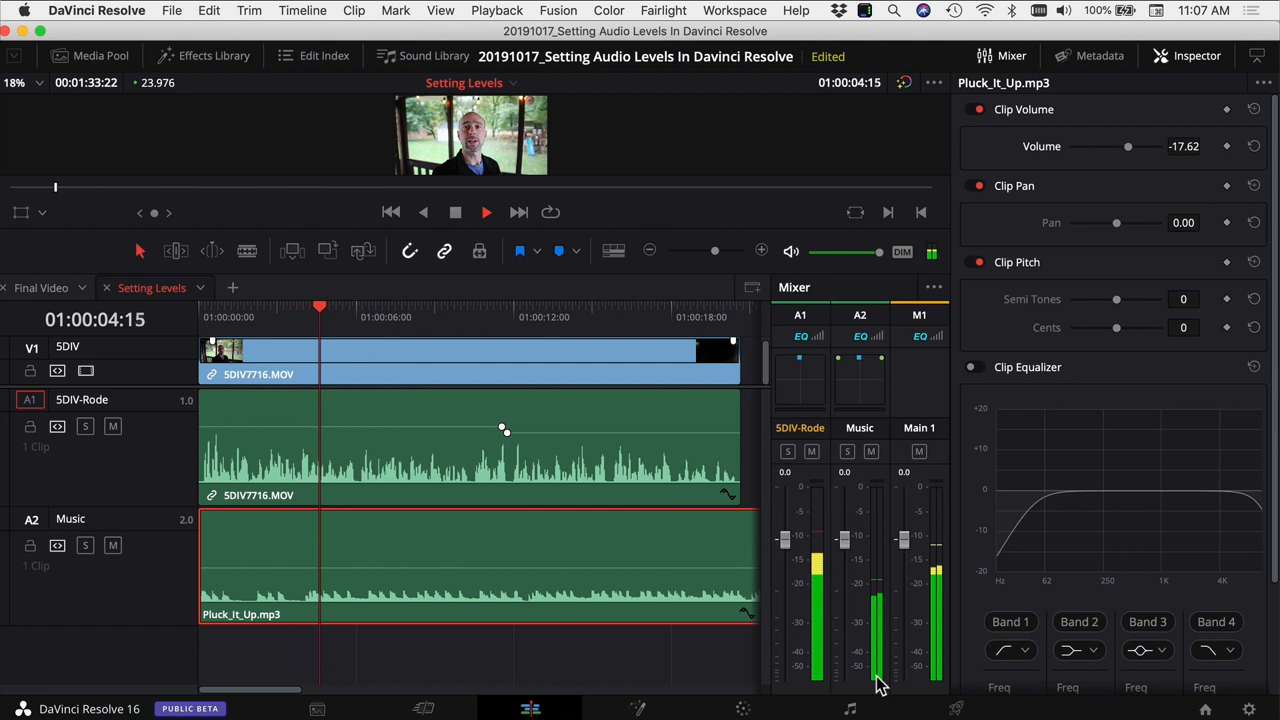 DaVinci Resolve File Edit Trim Timeline Clip Mark View Playback Fusion Color Fairlight Workspace Help 100% 11:07 AM
20191017_Setting Audio Levels In Davinci Resolve
Media Pool Effects Library Edit Index Sound Library 20191017_Setting Audio Levels In Davinci Resolve Edited Mixer Metadata Inspector
18% 00:01:33:22 23.976 Setting Levels 01:00:04:15 Pluck_It_Up.mp3
Clip Volume
Volume -17.62
Clip Pan
Pan 0.00
DIM
Clip Pitch
Final Video Setting Levels Mixer
Semi Tones 0
01:00:04:15 01:00:00:00 01:00:06:00 01:00:12:00 01:00:18:00 A1 A2 M1
Cents 0
EQ EQ EQ
V1 5DIV
5DIV7716.MOV
Clip Equalizer
A1 5DIV-Rode 1.0
S M
1 Clip
5DIV7716.MOV
A2 Music 2.0
S M
1 Clip
Pluck_It_Up.mp3
5DIV-Rode Music Main 1
S M S M M
0.0 0.0 0.0
0 0 0
-5 -5 -5
-10 -10 -10
-15 -15 -15
-20 -20 -20
-30 -30 -30
-40 -40 -40
-50 -50 -50
+20
+10
0
-10
-20
Hz 62 250 1K 4K
Band 1 Band 2 Band 3 Band 4
Freq Freq Freq Freq
DaVinci Resolve 16 PUBLIC BETA